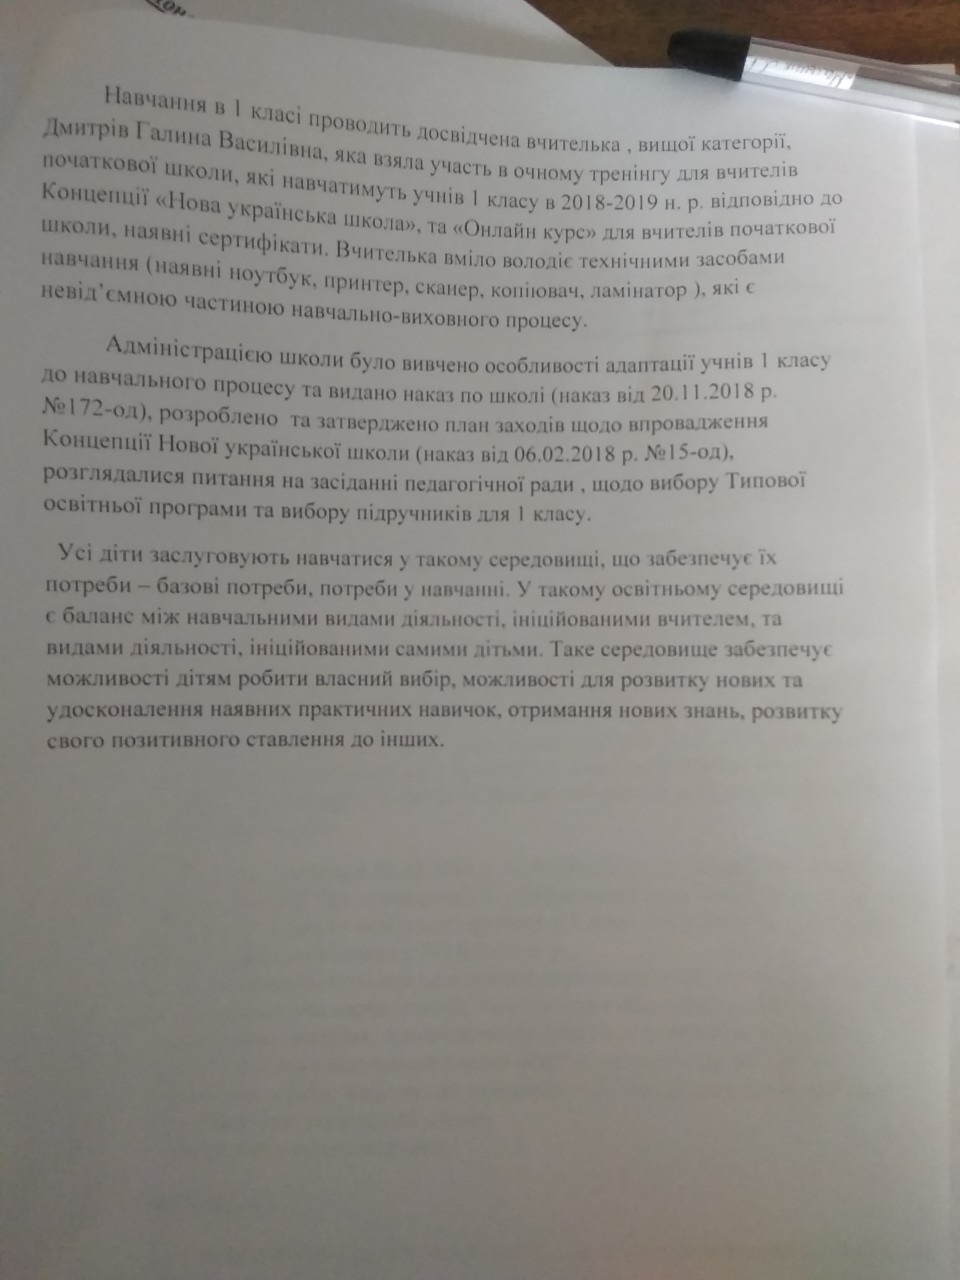 Навчання в 1 класі проводить досвідчена вчителька , вищої категорії,
Дмитрів Галина Василівна, яка взяла участь в очному тренінгу для вчителів
початкової школи, які навчатимуть учнів 1 класу в 2018-2019 н. р. відповідно до
Концепції «Нова українська школа», та «Онлайн курс» для вчителів початкової
школи, наявні сертифікати. Вчителька вміло володіє технічними засобами
навчання (наявні ноутбук, принтер, сканер, копіювач, ламінатор ), які є
невід’ємною частиною навчально-виховного процесу.
Адміністрацією школи було вивчено особливості адаптації учнів 1 класу
до навчального процесу та видано наказ по школі (наказ від 20.11.2018 р.
№172-од), розроблено та затверджено план заходів щодо впровадження
Концепції Нової української школи (наказ від 06.02.2018 р. №15-од),
розглядалися питання на засіданні педагогічної ради , щодо вибору Типової
освітньої програми та вибору підручників для 1 класу.
Усі діти заслуговують навчатися у такому середовищі, що забезпечує їх
потреби – базові потреби, потреби у навчанні. У такому освітньому середовищі
є баланс між навчальними видами діяльності, ініційованими вчителем, та
видами діяльності, ініційованими самими дітьми. Таке середовище забезпечує
можливості дітям робити власний вибір, можливості для розвитку нових та
удосконалення наявних практичних навичок, отримання нових знань, розвитку
свого позитивного ставлення до інших.